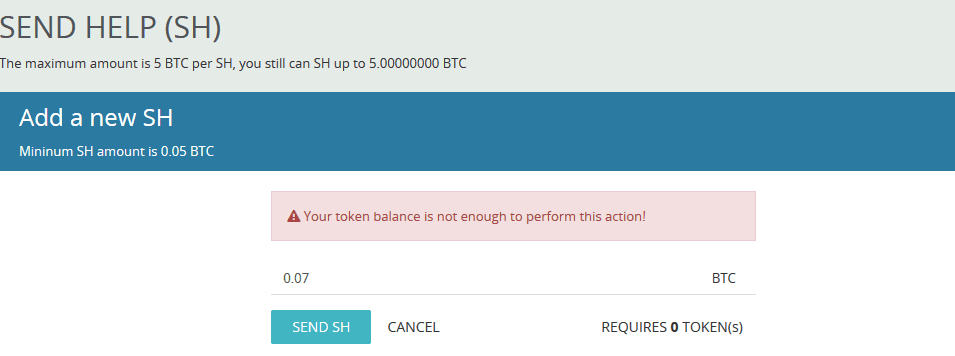 SEND HELP (SH)
The maximum amount is 5 BTC per SH, you still can SH up to 5.00000000 BTC
Add a new SH
Mininum SH amount is 0.05 BTC
Your token balance is not enough to perform this action!
0.07 BTC
SEND SH CANCEL REQUIRES 0 TOKEN(s)